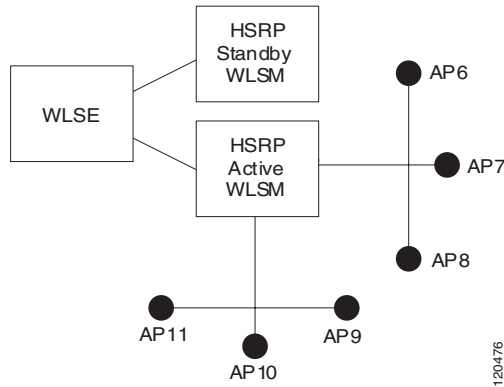 HSRP
Standby
WLSM
WLSE
HSRP
Active
WLSM
AP6
AP7
AP8
AP11
AP9
AP10
120476